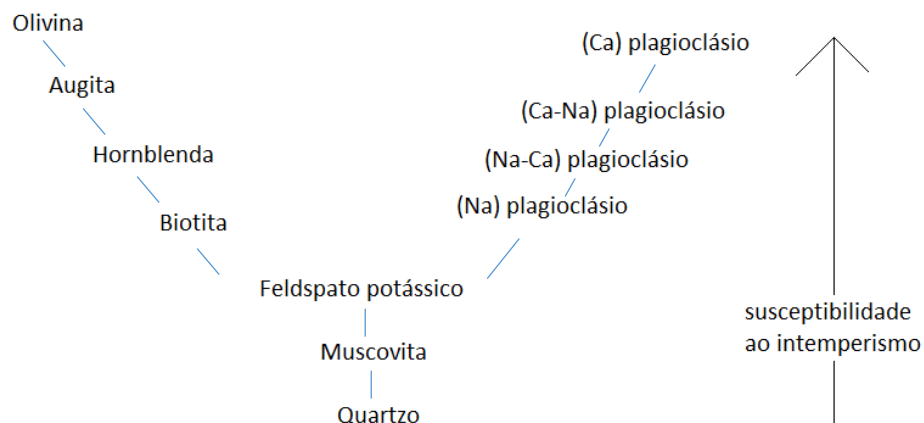 Olivina
(Ca) plagioclásio
Augita
(Ca-Na) plagioclásio
Hornblenda
(Na-Ca) plagioclásio
Biotita
(Na) plagioclásio
Feldspato potássico
susceptibilidade
ao intemperismo
Muscovita
Quartzo